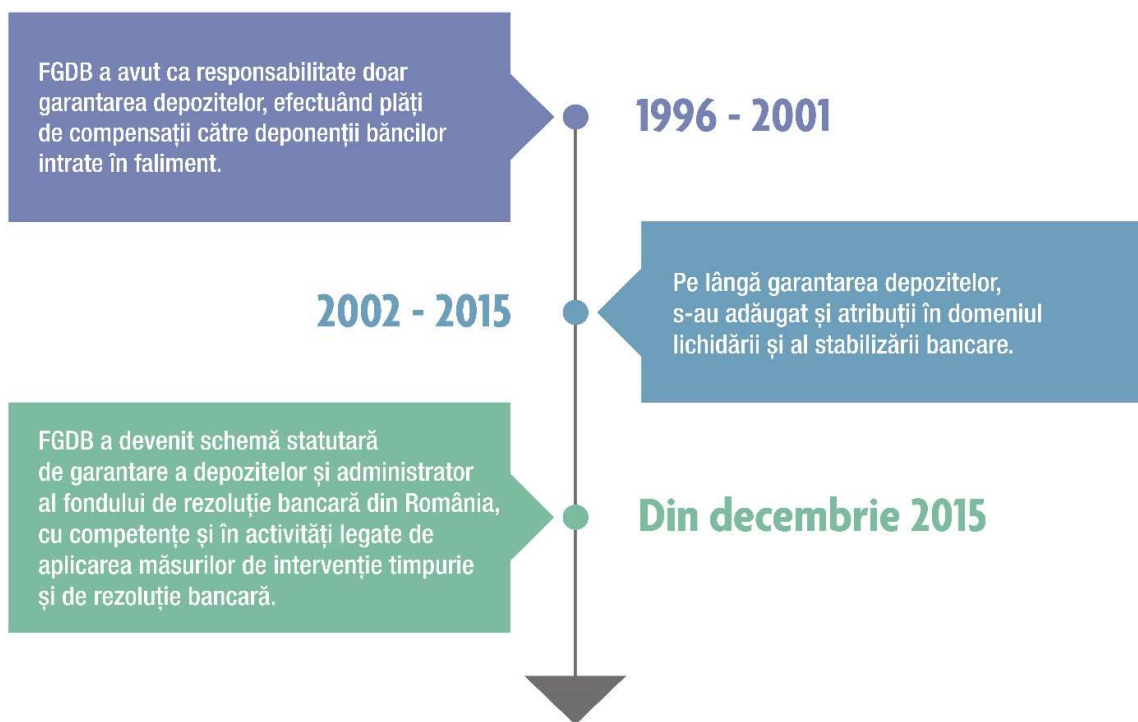 FGDB a avut ca responsabilitate doar
garantarea depozitelor, efectuând plăți
de compensații către deponenții băncilor
intrate în faliment.
1996 - 2001
2002 - 2015
Pe lângă garantarea depozitelor,
s-au adăugat și atribuții în domeniul
lichidării și al stabilizării bancare.
FGDB a devenit schemă statutară
de garantare a depozitelor și administrator
al fondului de rezoluție bancară din România,
cu competențe și în activități legate de
aplicarea măsurilor de intervenție timpurie
și de rezoluție bancară.
Din decembrie 2015